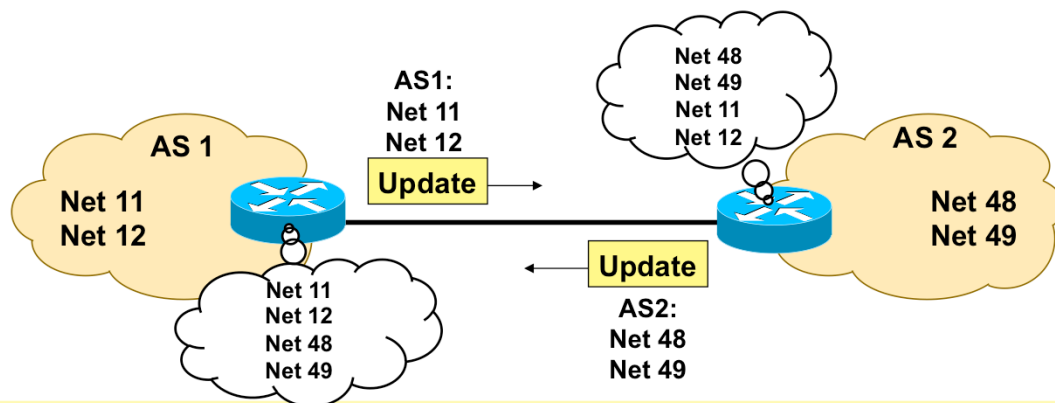 AS 1
Net 11
Net 12
AS1:
Net 11
Net 12
Update
Net 48
Net 49
Net 11
Net 12
AS 2
Net 48
Net 49
Net 11
Net 12
Net 48
Net 49
Update
AS2:
Net 48
Net 49